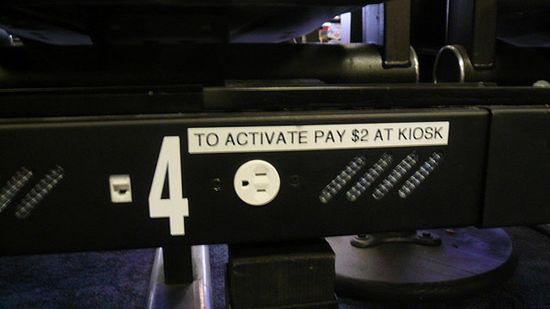 TO ACTIVATE PAY $2 AT KIOSK
4